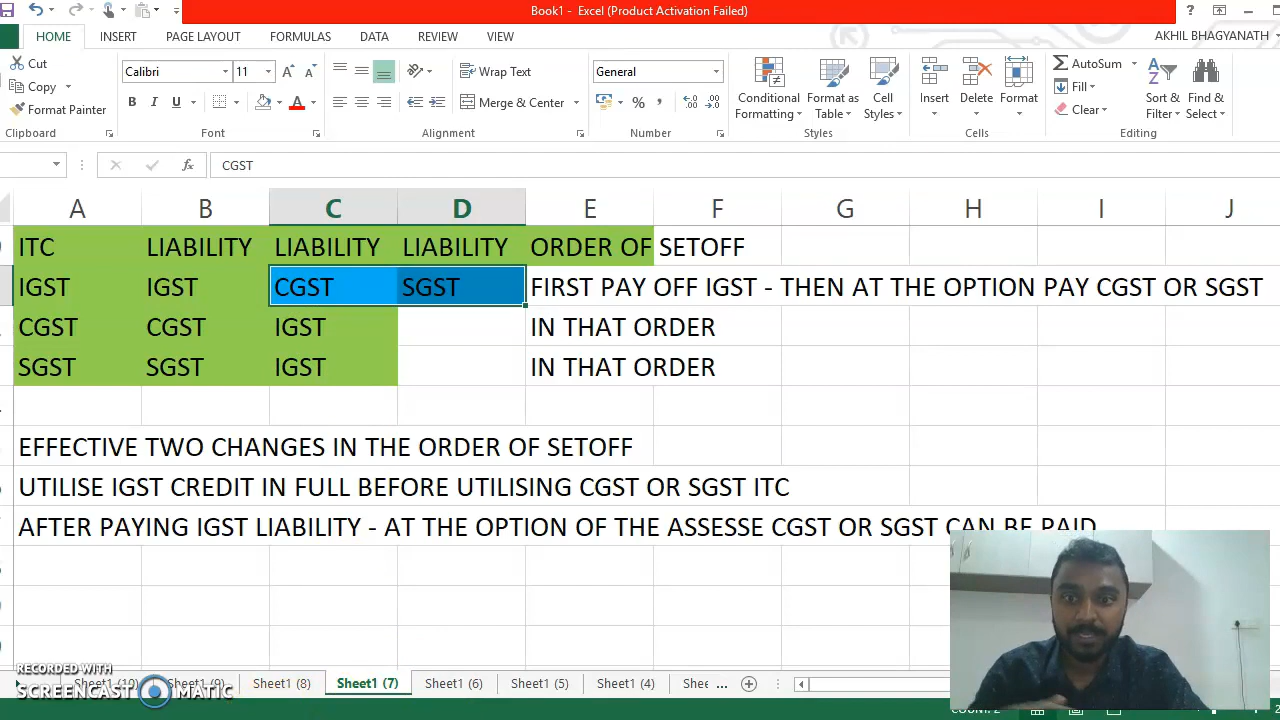 Book1 - Excel (Product Activation Failed)
HOME INSERT PAGE LAYOUT FORMULAS DATA REVIEW VIEW AKHIL BHAGYANATH
Cut
Copy
Format Painter
Calibri 11
B I U
Wrap Text
Merge & Center
General
Conditional Formatting
Format as Table
Cell Styles
Insert
Delete
Format
AutoSum
Fill
Clear
Sort & Filter
Find & Select
Clipboard Font Alignment Number Styles Cells Editing
fx CGST
A B C D E F G H I J
ITC LIABILITY LIABILITY LIABILITY ORDER OF SETOFF
IGST IGST CGST SGST FIRST PAY OFF IGST - THEN AT THE OPTION PAY CGST OR SGST
CGST CGST IGST IN THAT ORDER
SGST SGST IGST IN THAT ORDER
EFFECTIVE TWO CHANGES IN THE ORDER OF SETOFF
UTILISE IGST CREDIT IN FULL BEFORE UTILISING CGST OR SGST ITC
AFTER PAYING IGST LIABILITY - AT THE OPTION OF THE ASSESSE CGST OR SGST CAN BE PAID
RECORDED WITH
SCREENCAST MATIC
Sheet1 (8) Sheet1 (7) Sheet1 (6) Sheet1 (5) Sheet1 (4) Shee ...